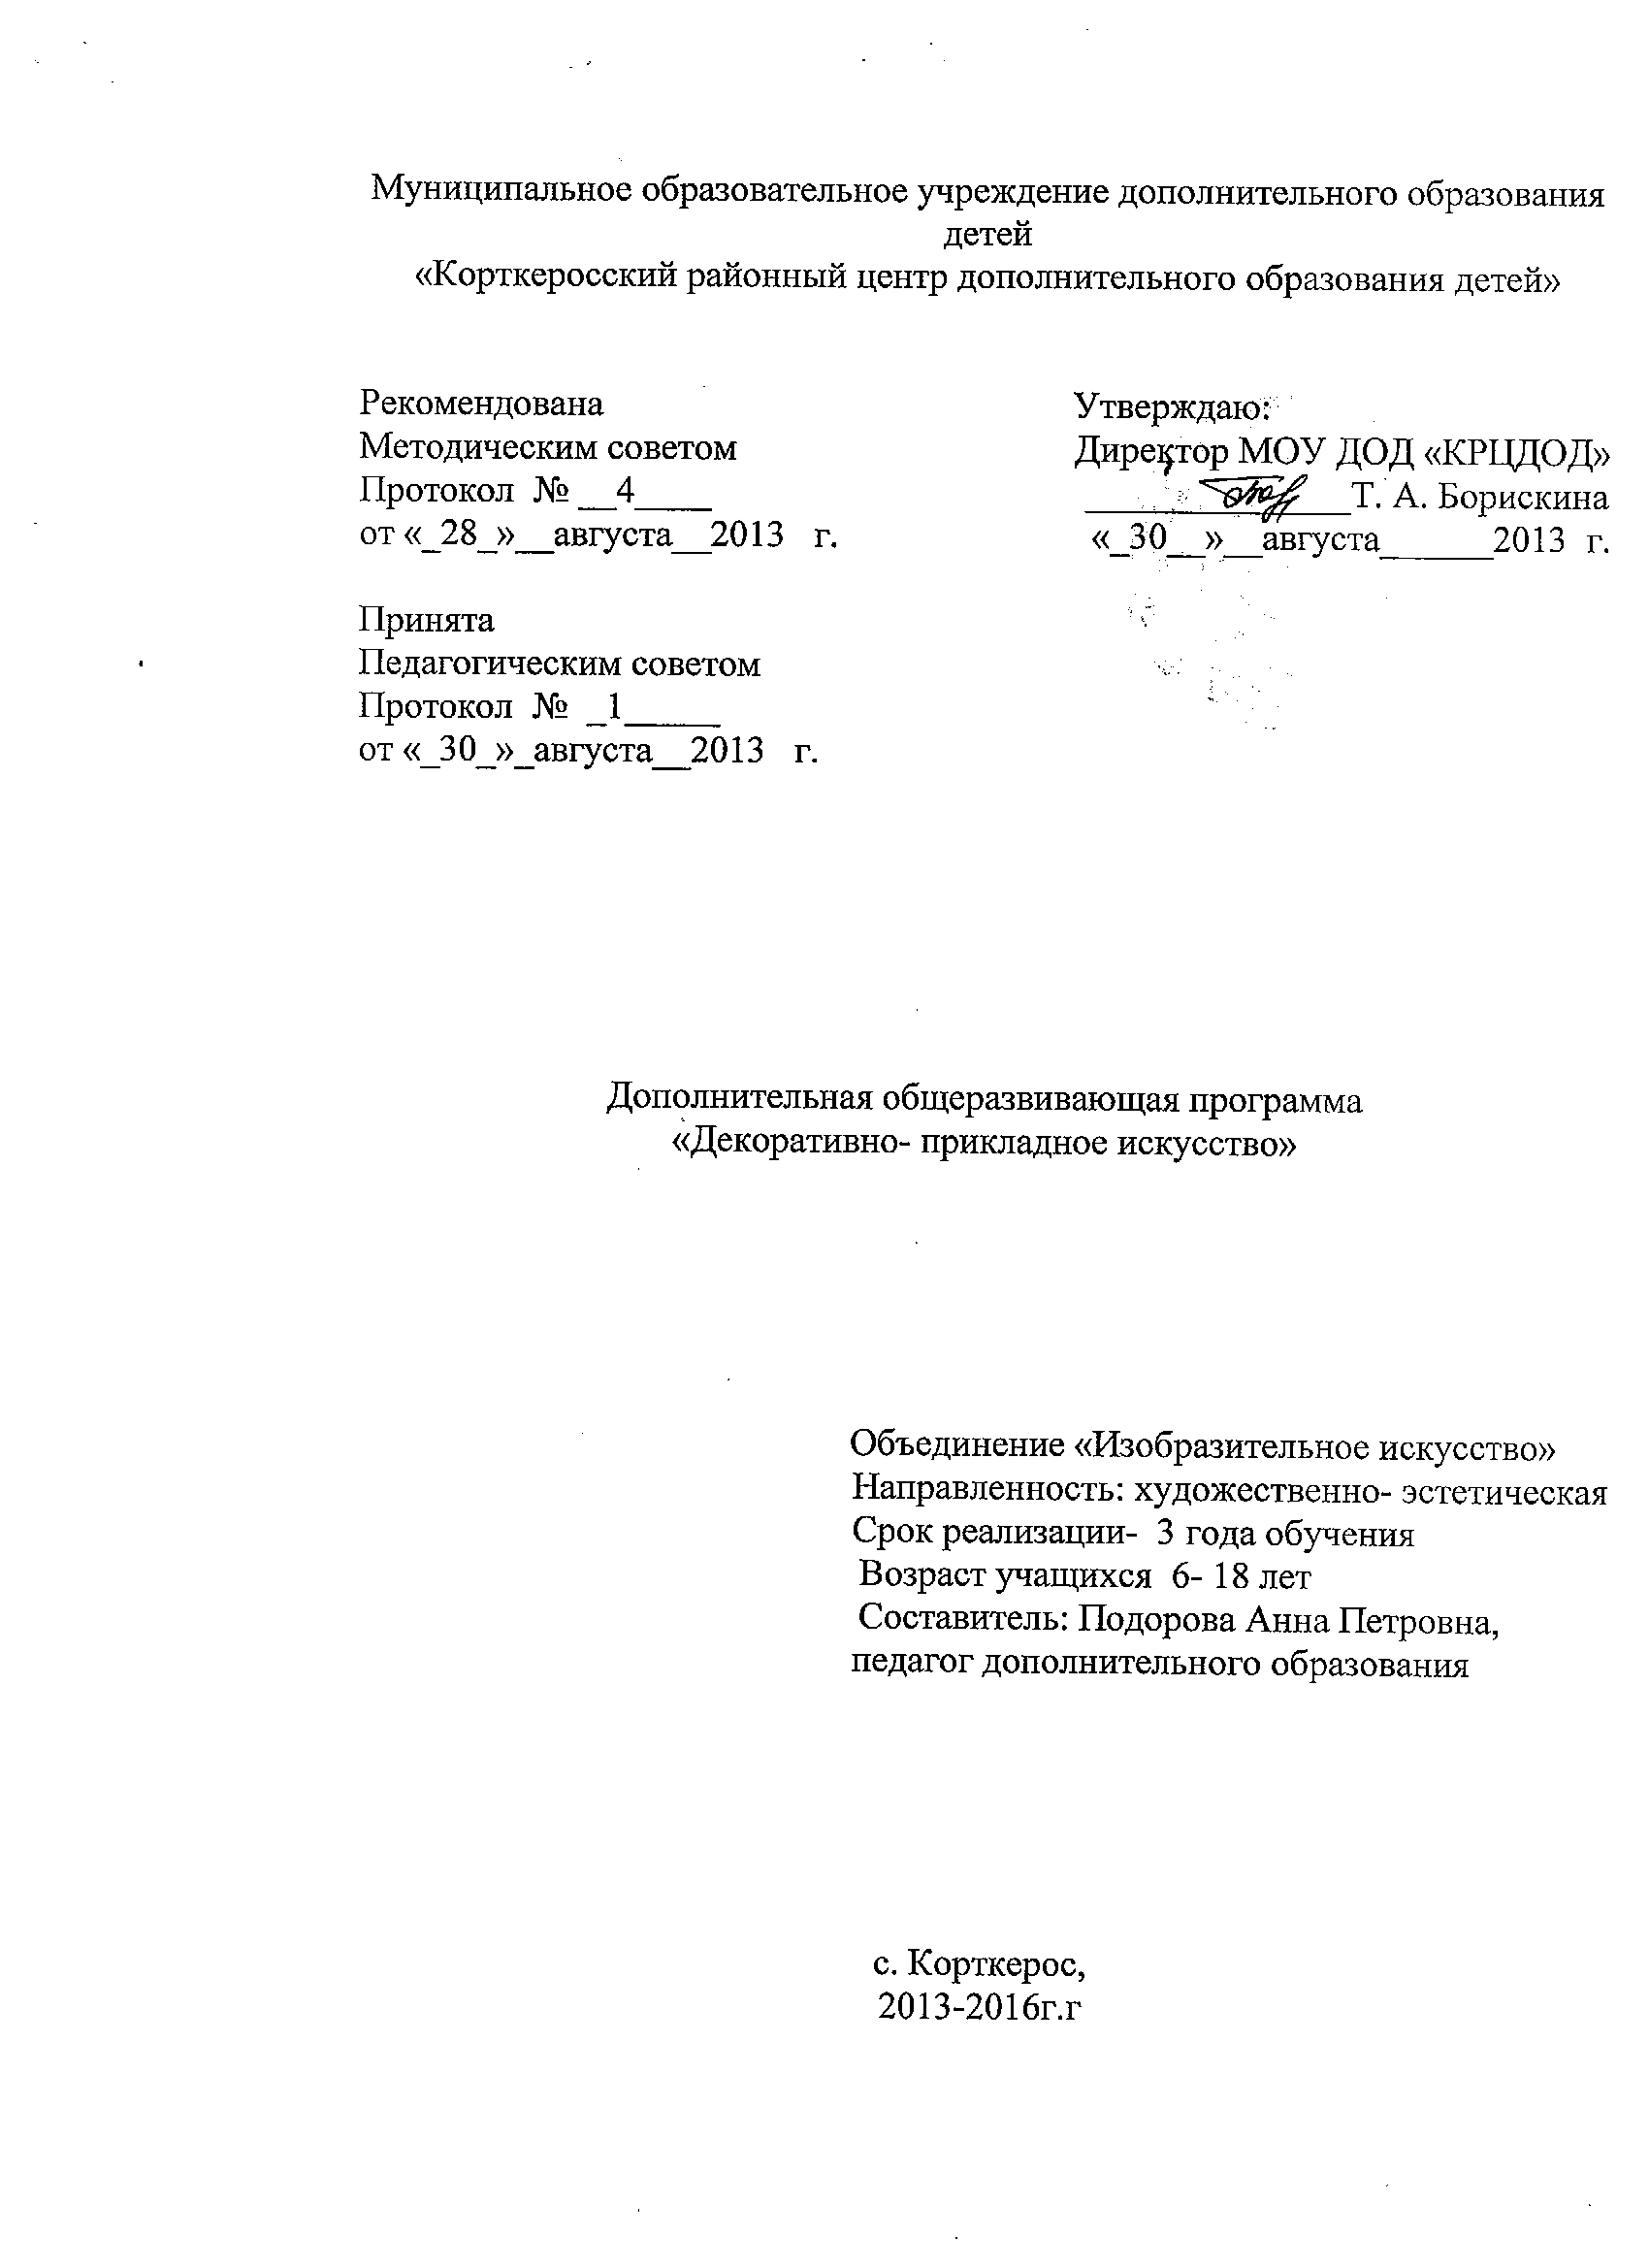 Муниципальное образовательное учреждение дополнительного образования
детей
«Корткеросский районный центр дополнительного образования детей»
Рекомендована
Методическим советом
Протокол № __4____
от «_28_»__августа__2013 г.
Принята
Педагогическим советом
Протокол № _1_____
от «_30_»_августа__2013 г.
Утверждаю:
Директор МОУ ДОД «КРЦДОД»
______________Т. А. Борискина
«_30__»__августа______2013 г.
Дополнительная общеразвивающая программа
«Декоративно- прикладное искусство»
Объединение «Изобразительное искусство»
Направленность: художественно- эстетическая
Срок реализации- 3 года обучения
Возраст учащихся 6- 18 лет
Составитель: Подорова Анна Петровна,
педагог дополнительного образования
с. Корткерос,
2013-2016г.г